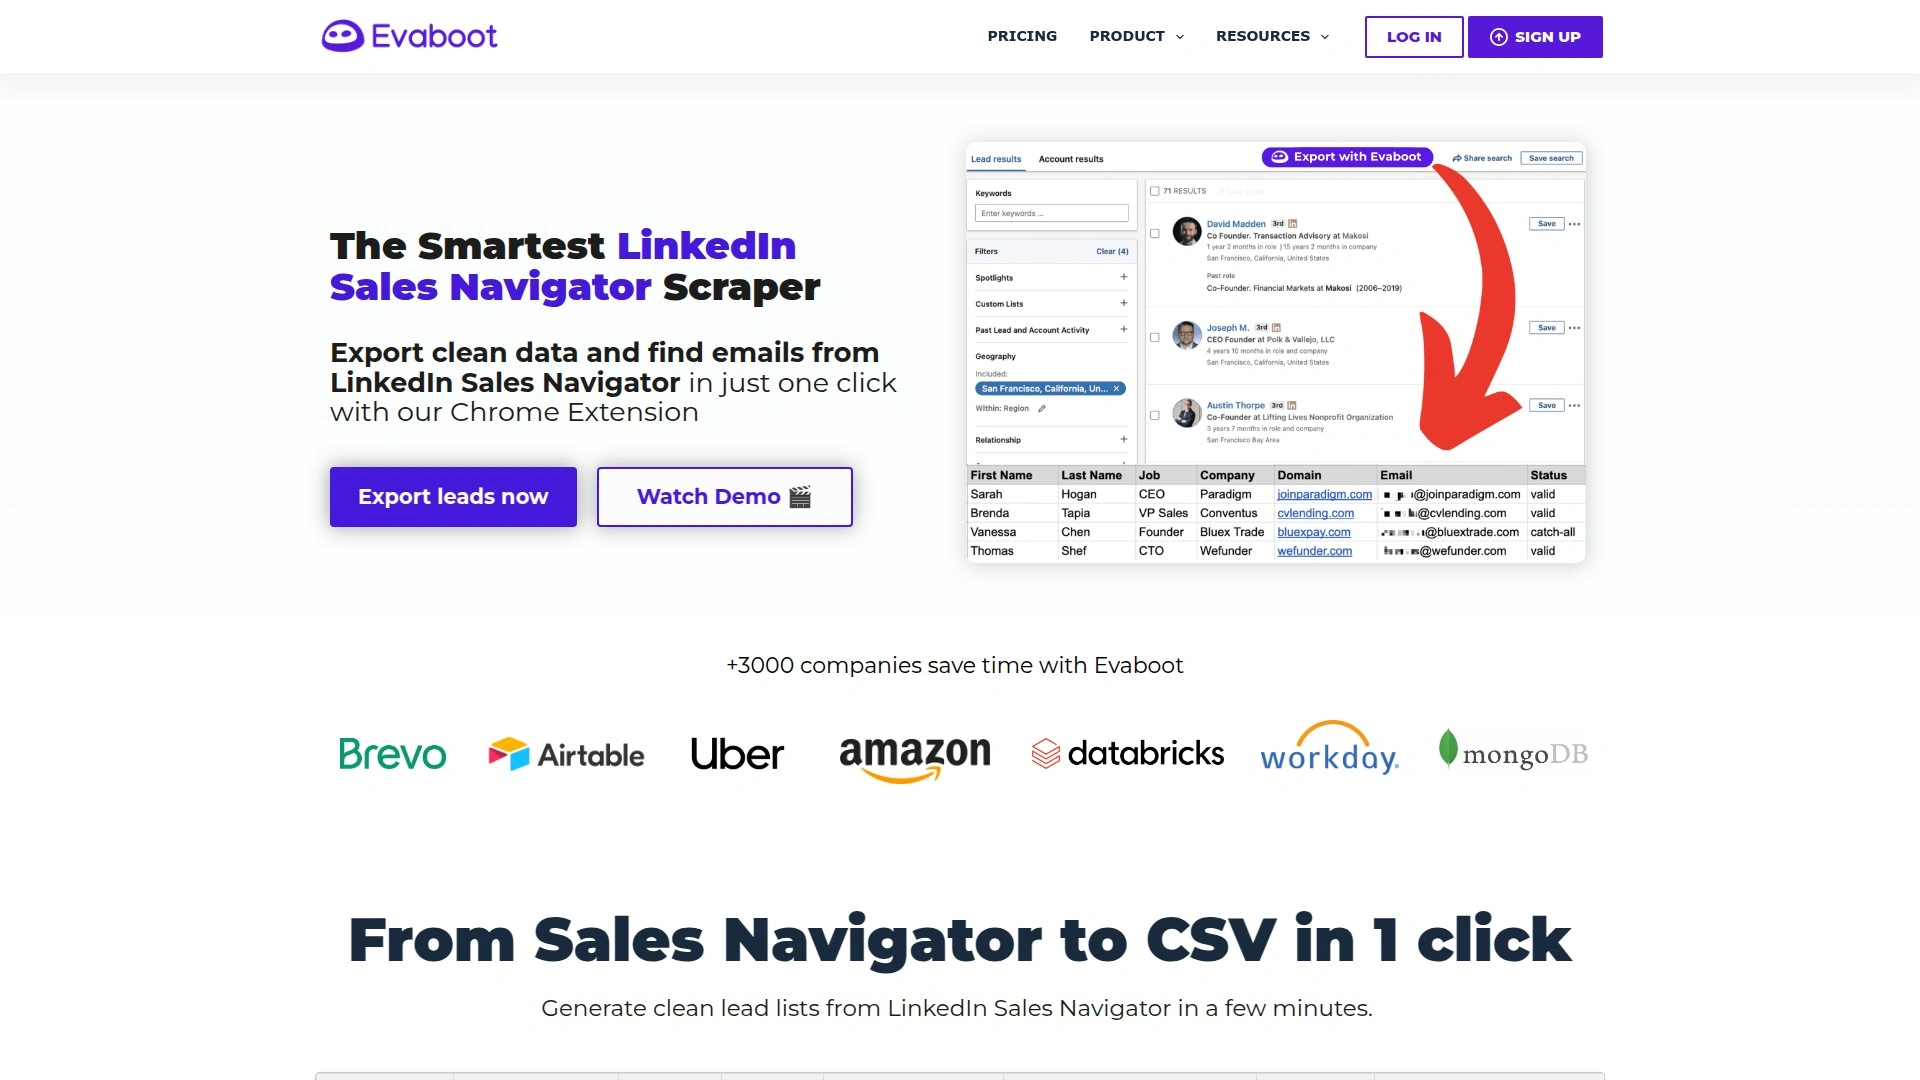 Evaboot
PRICING
PRODUCT
RESOURCES
LOG IN
SIGN UP
The Smartest LinkedIn
Sales Navigator Scraper
Export clean data and find emails from
LinkedIn Sales Navigator in just one click
with our Chrome Extension
Export leads now
Watch Demo 🎬
Lead results
Account results
Export with Evaboot
Share search
Save search
Keywords
Enter keywords ...
Filters
Clear (4)
Spotlights +
Custom Lists +
Past Lead and Account Activity +
Geography
Included:
San Francisco, California, Un... ×
Within: Region
Relationship +
71 RESULTS
David Madden 3rd
Save
Co Founder. Transaction Advisory at Makosi
1 year 2 months in role | 15 years 2 months in company
San Francisco, California, United States
Past role
Co-Founder. Financial Markets at Makosi (2006–2019)
Joseph M. 3rd
Save
CEO Founder at Polk & Vallejo, LLC
4 years 10 months in role and company
San Francisco, California, United States
Austin Thorpe 3rd
Save
Co-Founder at Lifting Lives Nonprofit Organization
3 years 7 months in role and company
San Francisco Bay Area
First Name Last Name Job Company Domain Email Status
Sarah Hogan CEO Paradigm joinparadigm.com @joinparadigm.com valid
Brenda Tapia VP Sales Conventus cvlending.com @cvlending.com valid
Vanessa Chen Founder Bluex Trade bluexpay.com @bluextrade.com catch-all
Thomas Shef CTO Wefunder wefunder.com @wefunder.com valid
+3000 companies save time with Evaboot
Brevo
Airtable
Uber
amazon
databricks
workday.
mongoDB
From Sales Navigator to CSV in 1 click
Generate clean lead lists from LinkedIn Sales Navigator in a few minutes.